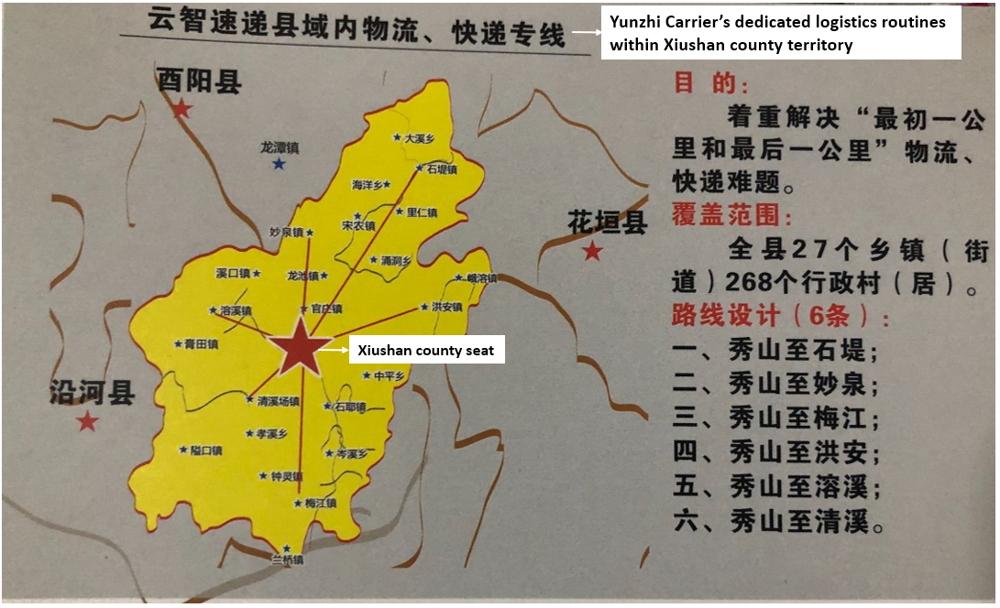 云智速递县域内物流、快递专线
Yunzhi Carrier's dedicated logistics routines
within Xiushan county territory
酉阳县
龙潭镇
大溪乡
石堤镇
海洋乡
里仁镇
宋农镇
妙泉镇
涌洞乡
溪口镇
龙池镇
峨溶镇
溶溪镇
官庄镇
洪安镇
膏田镇
Xiushan county seat
中平乡
沿河县
清溪场镇
石耶镇
孝溪乡
隘口镇
岑溪乡
钟灵镇
梅江镇
兰桥镇
花垣县
目 的：
着重解决“最初一公
里和最后一公里”物流、
快递难题。
覆盖范围：
全县27个乡镇（街
道）268个行政村（居）。
路线设计（6条）：
一、秀山至石堤；
二、秀山至妙泉；
三、秀山至梅江；
四、秀山至洪安；
五、秀山至溶溪；
六、秀山至清溪。